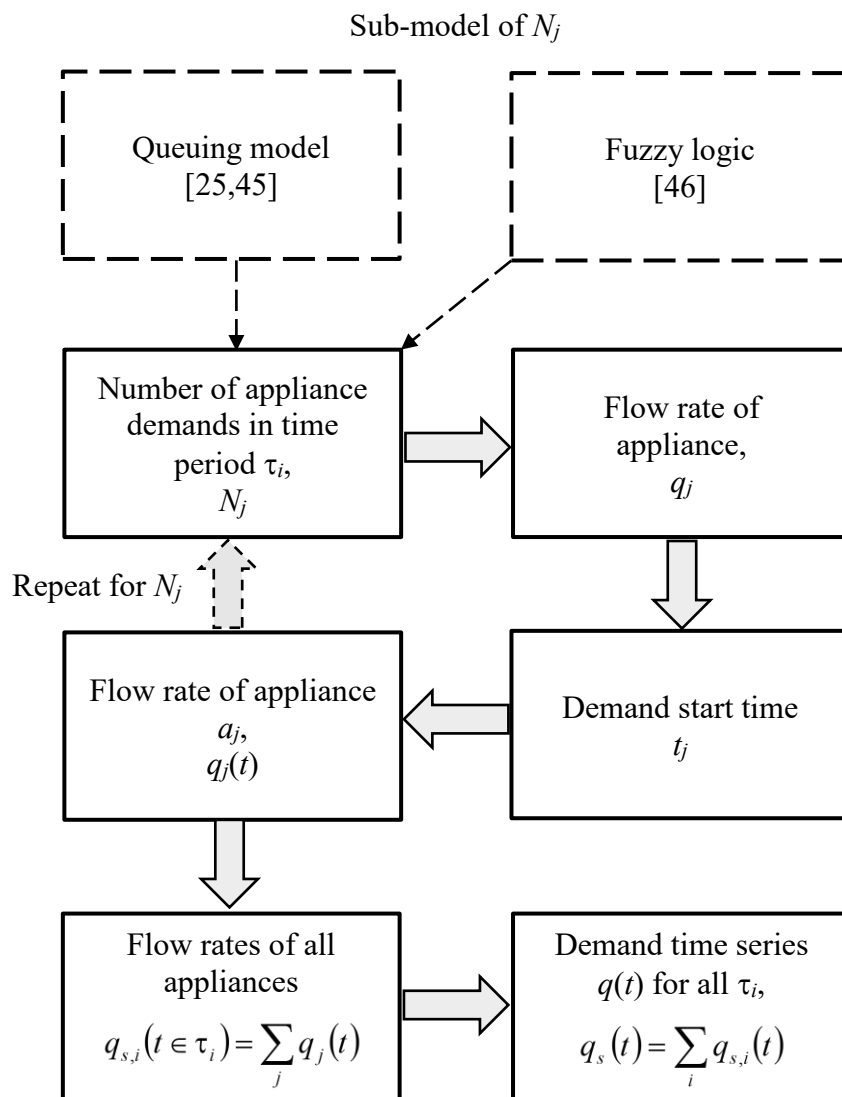 Sub-model of Nj
Queuing model
[25,45]
Fuzzy logic
[46]
Number of appliance
demands in time
period τi,
Nj
Flow rate of
appliance,
qj
Repeat for Nj
Flow rate of appliance
aj,
qj(t)
Demand start time
tj
Flow rates of all
appliances
qs,i(t ∈ τi) = ∑j qj(t)
Demand time series
q(t) for all τi,
qs(t) = ∑i qs,i(t)